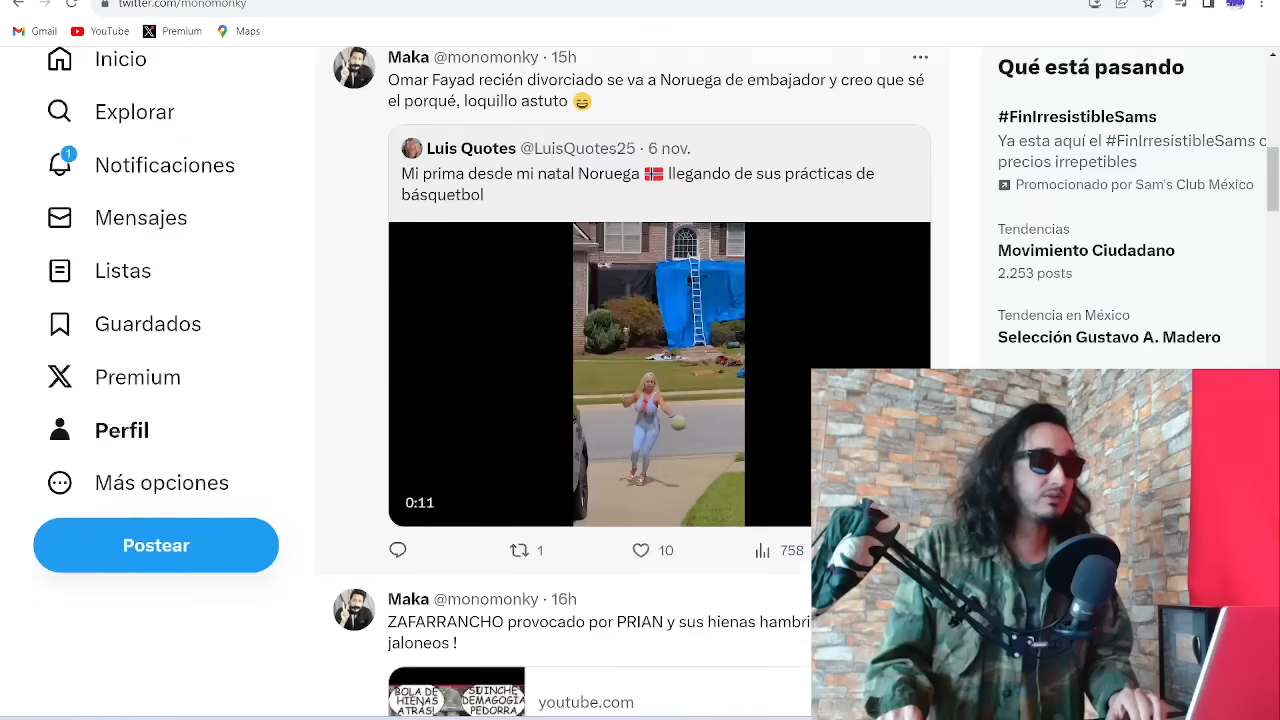 twitter.com/monomonky
Gmail
YouTube
Premium
Maps
Inicio
Explorar
1
Notificaciones
Mensajes
Listas
Guardados
Premium
Perfil
Más opciones
Postear
Maka @monomonky · 15h
Omar Fayad recién divorciado se va a Noruega de embajador y creo que sé
el porqué, loquillo astuto 😄
Luis Quotes @LuisQuotes25 · 6 nov.
Mi prima desde mi natal Noruega 🇳🇴 llegando de sus prácticas de
básquetbol
0:11
1
10
758
Maka @monomonky · 16h
ZAFARRANCHO provocado por PRIAN y sus hienas hambri
jaloneos !
BOLA DE
HIENAS
ATRÁS!
DEMAGOGIA
PEDORRA
youtube.com
Qué está pasando
#FinIrresistibleSams
Ya esta aquí el #FinIrresistibleSams c
precios irrepetibles
Promocionado por Sam's Club México
Tendencias
Movimiento Ciudadano
2.253 posts
Tendencia en México
Selección Gustavo A. Madero